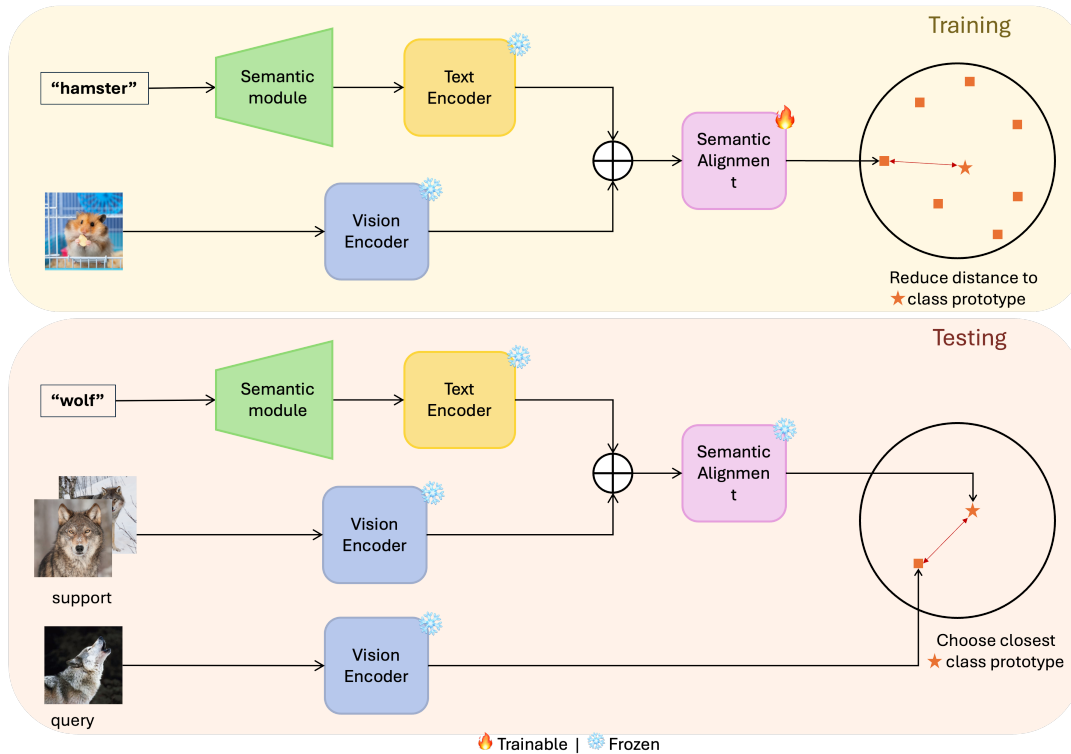 Training
“hamster”
Semantic
module
Text
Encoder
Semantic
Alignmen
t
Vision
Encoder
Reduce distance to
class prototype
Testing
“wolf”
Semantic
module
Text
Encoder
Semantic
Alignmen
t
Vision
Encoder
support
Vision
Encoder
query
Choose closest
class prototype
Trainable | Frozen